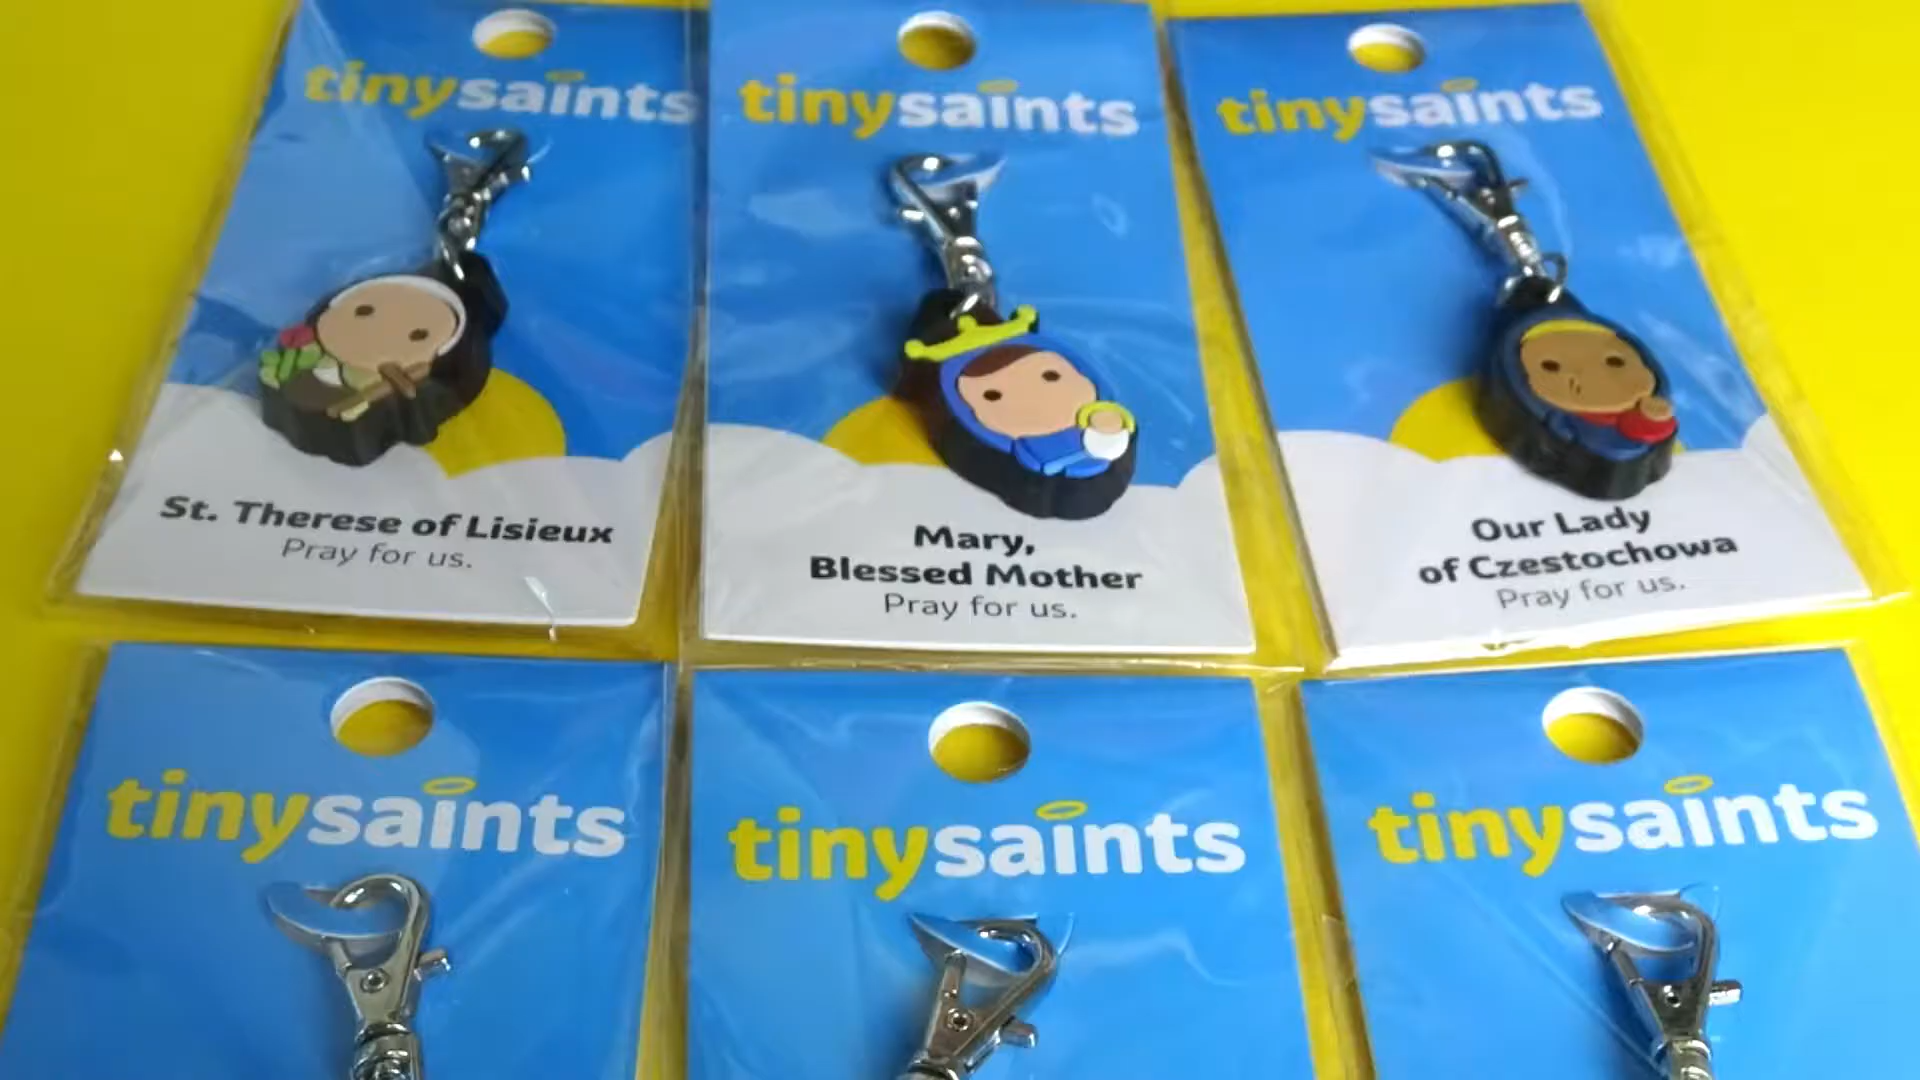 tinysaints
St. Therese of Lisieux
Pray for us.
tinysaints
Mary,
Blessed Mother
Pray for us.
tinysaints
Our Lady
of Czestochowa
Pray for us.
tinysaints
tinysaints
tinysaints